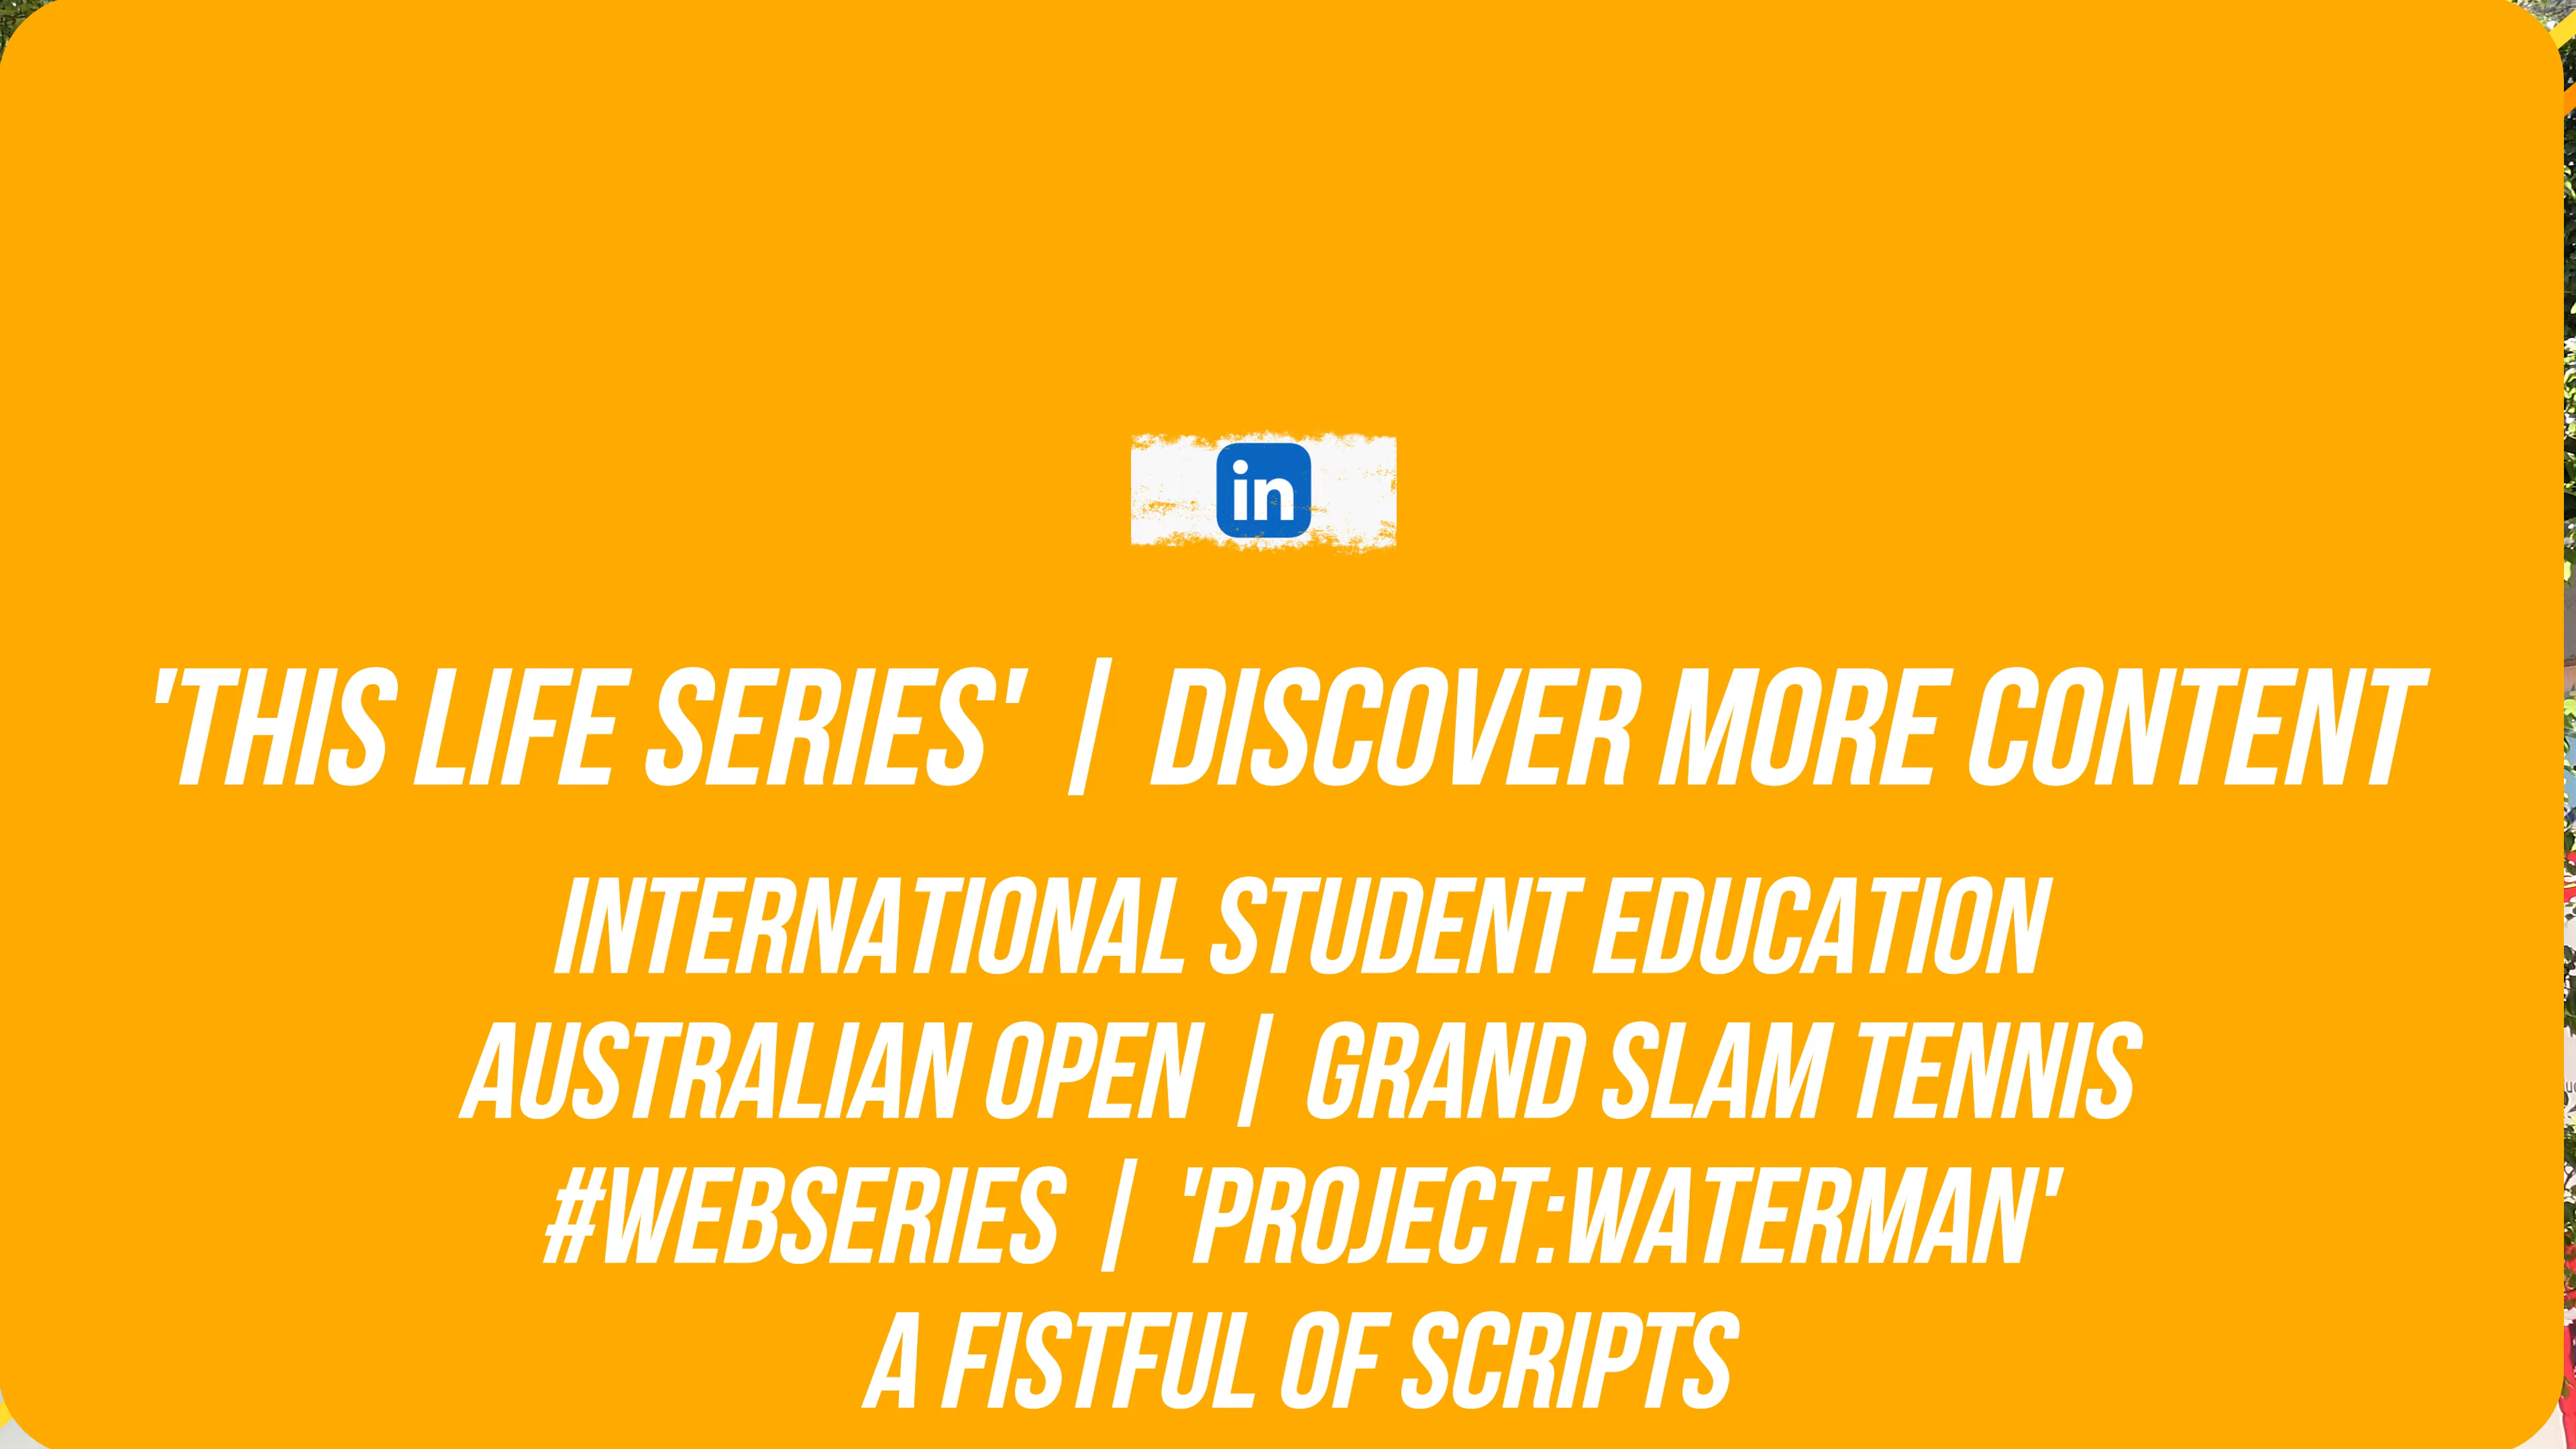 in
'THIS LIFE SERIES' | DISCOVER MORE CONTENT
INTERNATIONAL STUDENT EDUCATION
AUSTRALIAN OPEN | GRAND SLAM TENNIS
#WEBSERIES | 'PROJECT:WATERMAN'
A FISTFUL OF SCRIPTS